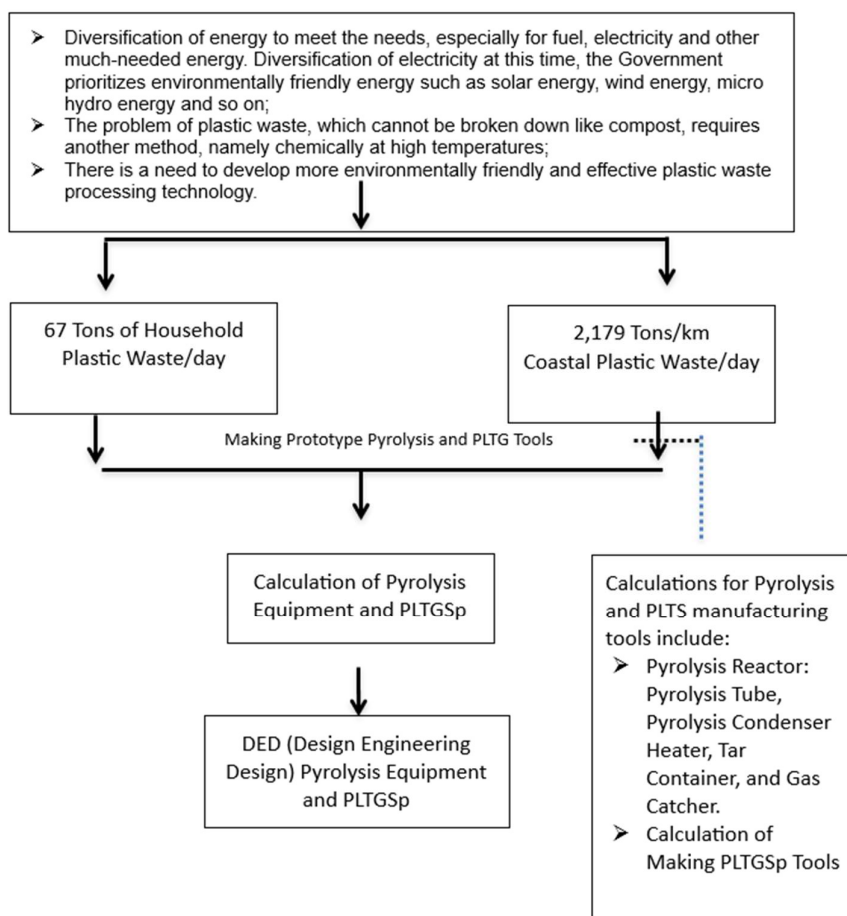 ➢ Diversification of energy to meet the needs, especially for fuel, electricity and other
much-needed energy. Diversification of electricity at this time, the Government
prioritizes environmentally friendly energy such as solar energy, wind energy, micro
hydro energy and so on;
➢ The problem of plastic waste, which cannot be broken down like compost, requires
another method, namely chemically at high temperatures;
➢ There is a need to develop more environmentally friendly and effective plastic waste
processing technology.
67 Tons of Household
Plastic Waste/day
2,179 Tons/km
Coastal Plastic Waste/day
Making Prototype Pyrolysis and PLTG Tools
Calculation of Pyrolysis
Equipment and PLTGSp
DED (Design Engineering
Design) Pyrolysis Equipment
and PLTGSp
Calculations for Pyrolysis
and PLTS manufacturing
tools include:
➢ Pyrolysis Reactor:
Pyrolysis Tube,
Pyrolysis Condenser
Heater, Tar
Container, and Gas
Catcher.
➢ Calculation of
Making PLTGSp Tools